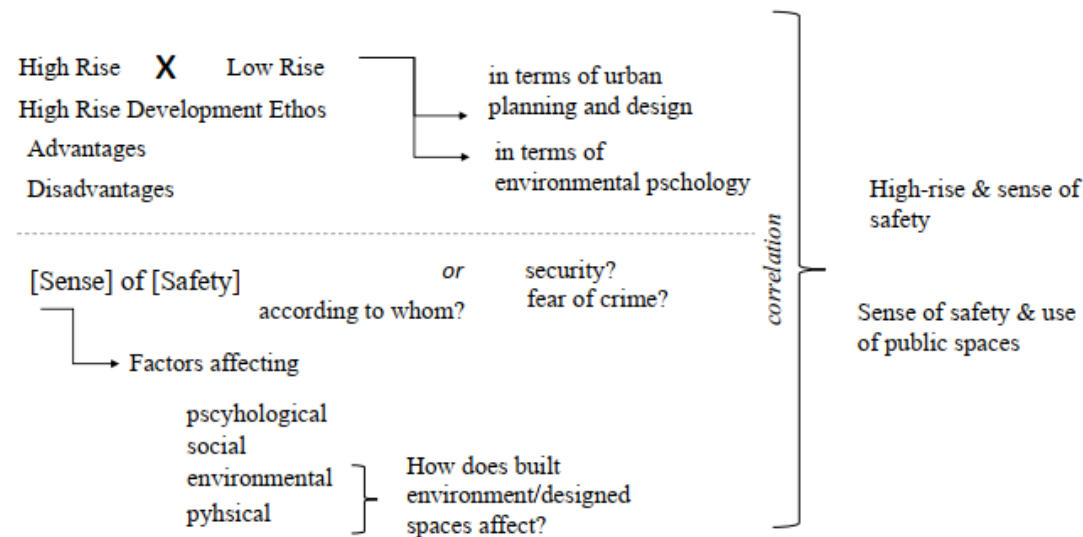 High Rise X Low Rise
in terms of urban
planning and design
High Rise Development Ethos
Advantages
in terms of
environmental pschology
Disadvantages
High-rise & sense of
safety
correlation
[Sense] of [Safety]
or security?
according to whom? fear of crime?
Sense of safety & use
of public spaces
Factors affecting
pscyhological
social
environmental
pyhsical
How does built
environment/designed
spaces affect?